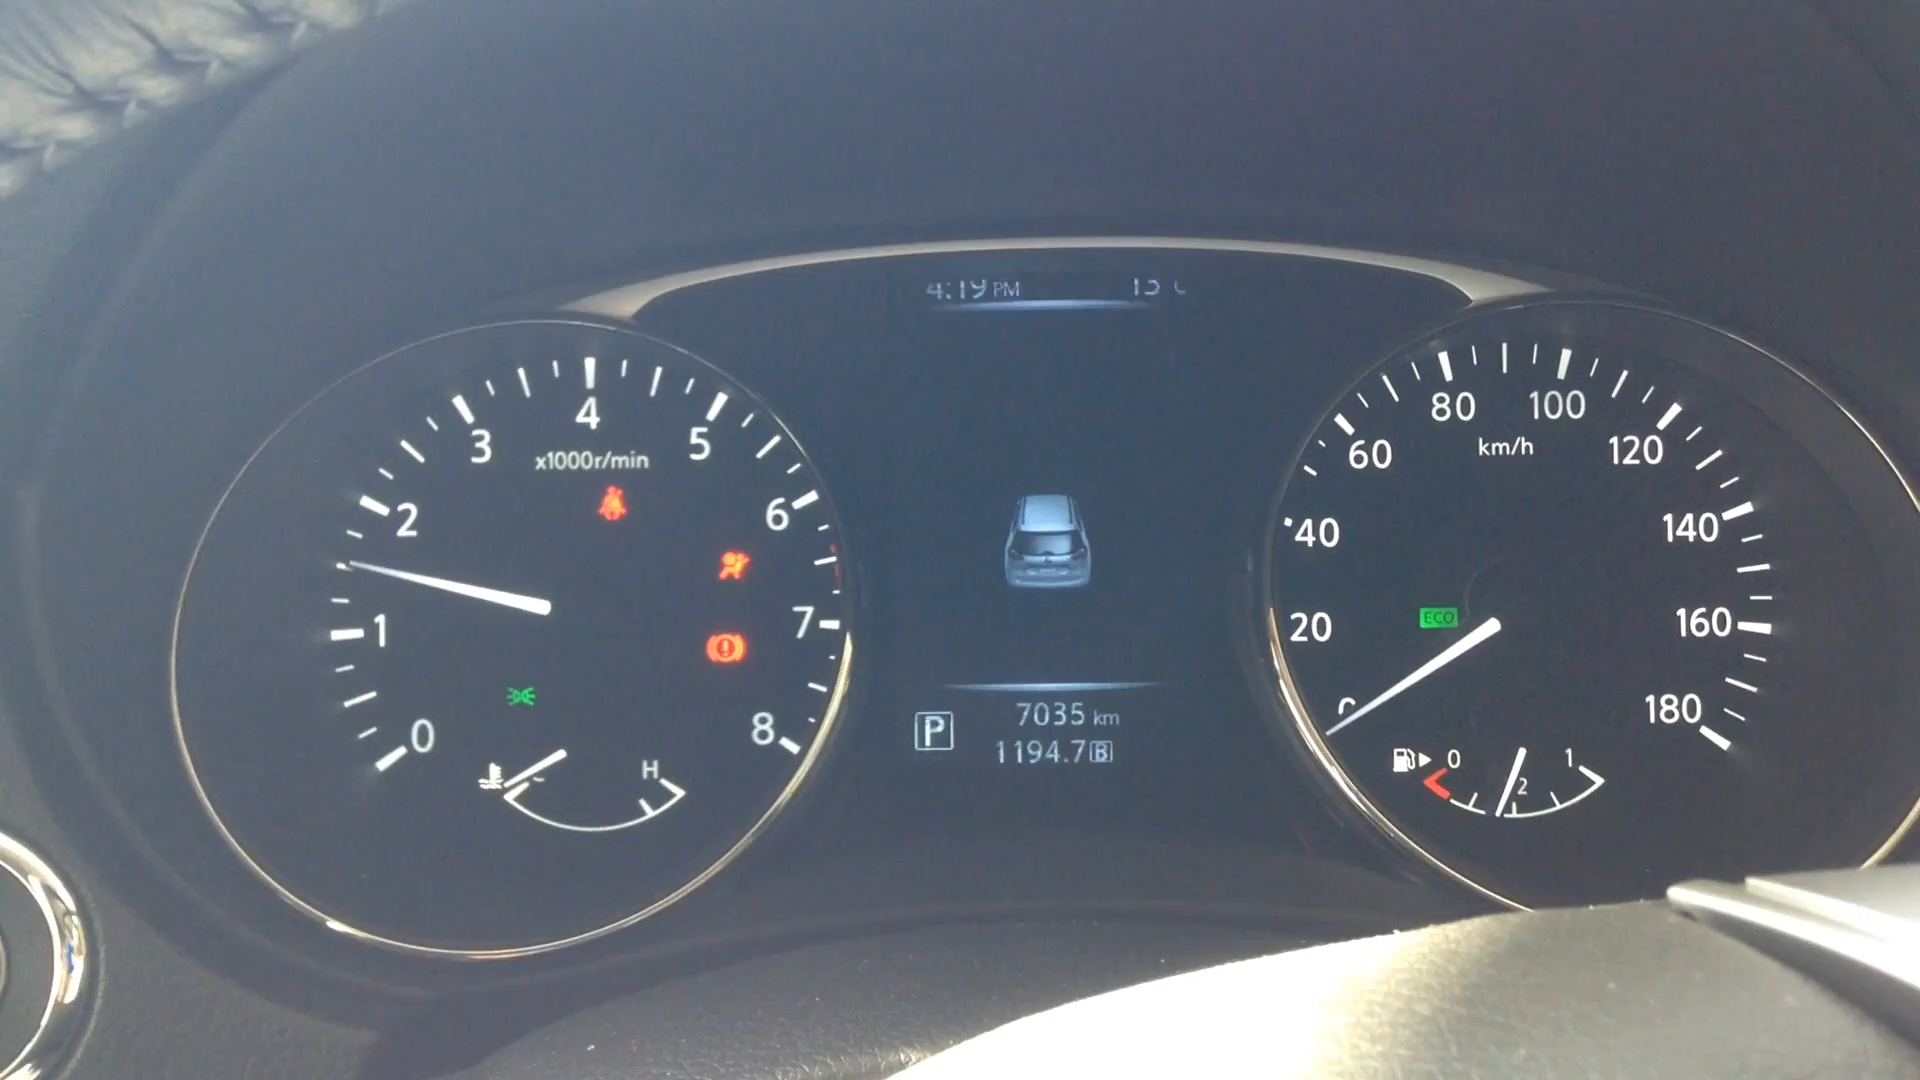 4:19 PM
0 1 2 3 4 5 6 7 8
x1000r/min
H
20 40 60 80 100 120 140 160 180
km/h
ECO
0 1
2
P
7035 km
1194.7 B